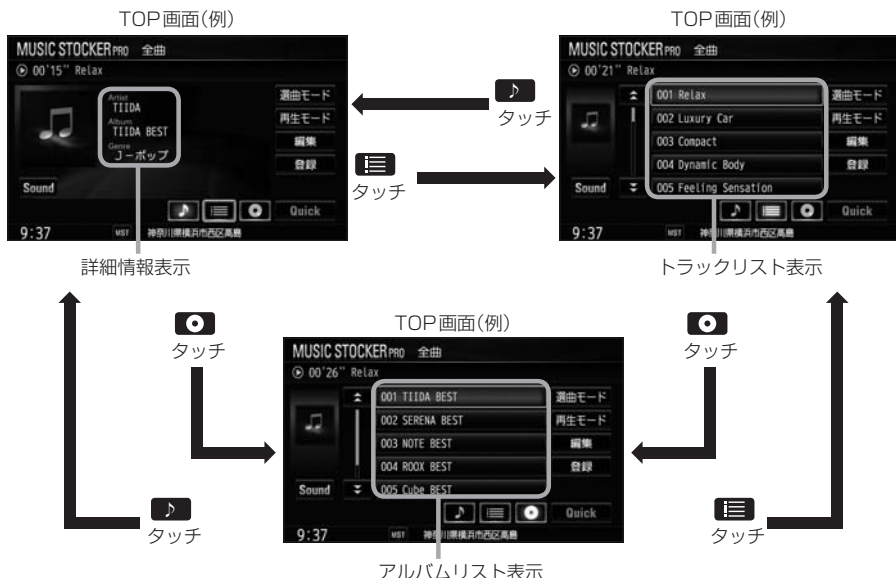 TOP画面(例)
MUSIC STOCKER PRO 全曲
00'15" Relax
Artist
TIIDA
Album
TIIDA BEST
Genre
J-ポップ
選曲モード
再生モード
編集
登録
Sound
Quick
9:37 MST 神奈川県横浜市西区高島
詳細情報表示
タッチ
タッチ
TOP画面(例)
MUSIC STOCKER PRO 全曲
00'21" Relax
001 Relax
002 Luxury Car
003 Compact
004 Dynamic Body
005 Feeling Sensation
選曲モード
再生モード
編集
登録
Sound
Quick
9:37 MST 神奈川県横浜市西区高島
トラックリスト表示
タッチ
タッチ
TOP画面(例)
MUSIC STOCKER PRO 全曲
00'26" Relax
001 TIIDA BEST
002 SERENA BEST
003 NOTE BEST
004 ROOX BEST
005 Cube BEST
選曲モード
再生モード
編集
登録
Sound
Quick
9:37 MST 神奈川県横浜市西区高島
アルバムリスト表示
タッチ
タッチ